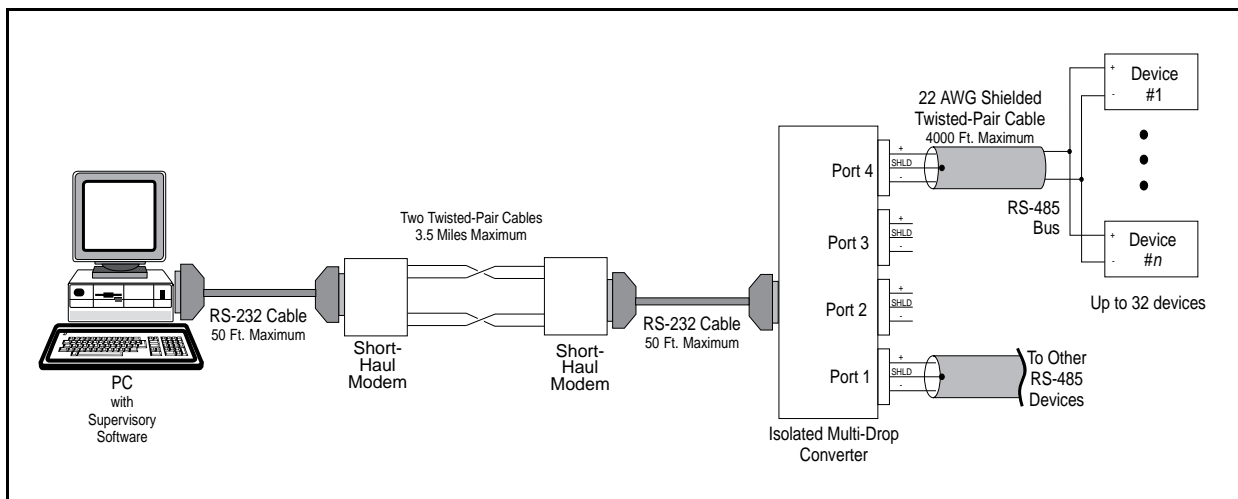 PC
with
Supervisory
Software
RS-232 Cable
50 Ft. Maximum
Short-
Haul
Modem
Two Twisted-Pair Cables
3.5 Miles Maximum
Short-
Haul
Modem
RS-232 Cable
50 Ft. Maximum
Isolated Multi-Drop
Converter
Port 4
+
SHLD
-
Port 3
+
SHLD
-
Port 2
+
SHLD
-
Port 1
+
SHLD
-
22 AWG Shielded
Twisted-Pair Cable
4000 Ft. Maximum
RS-485
Bus
+
-
Device
#1
+
-
Device
#n
Up to 32 devices
To Other
RS-485
Devices